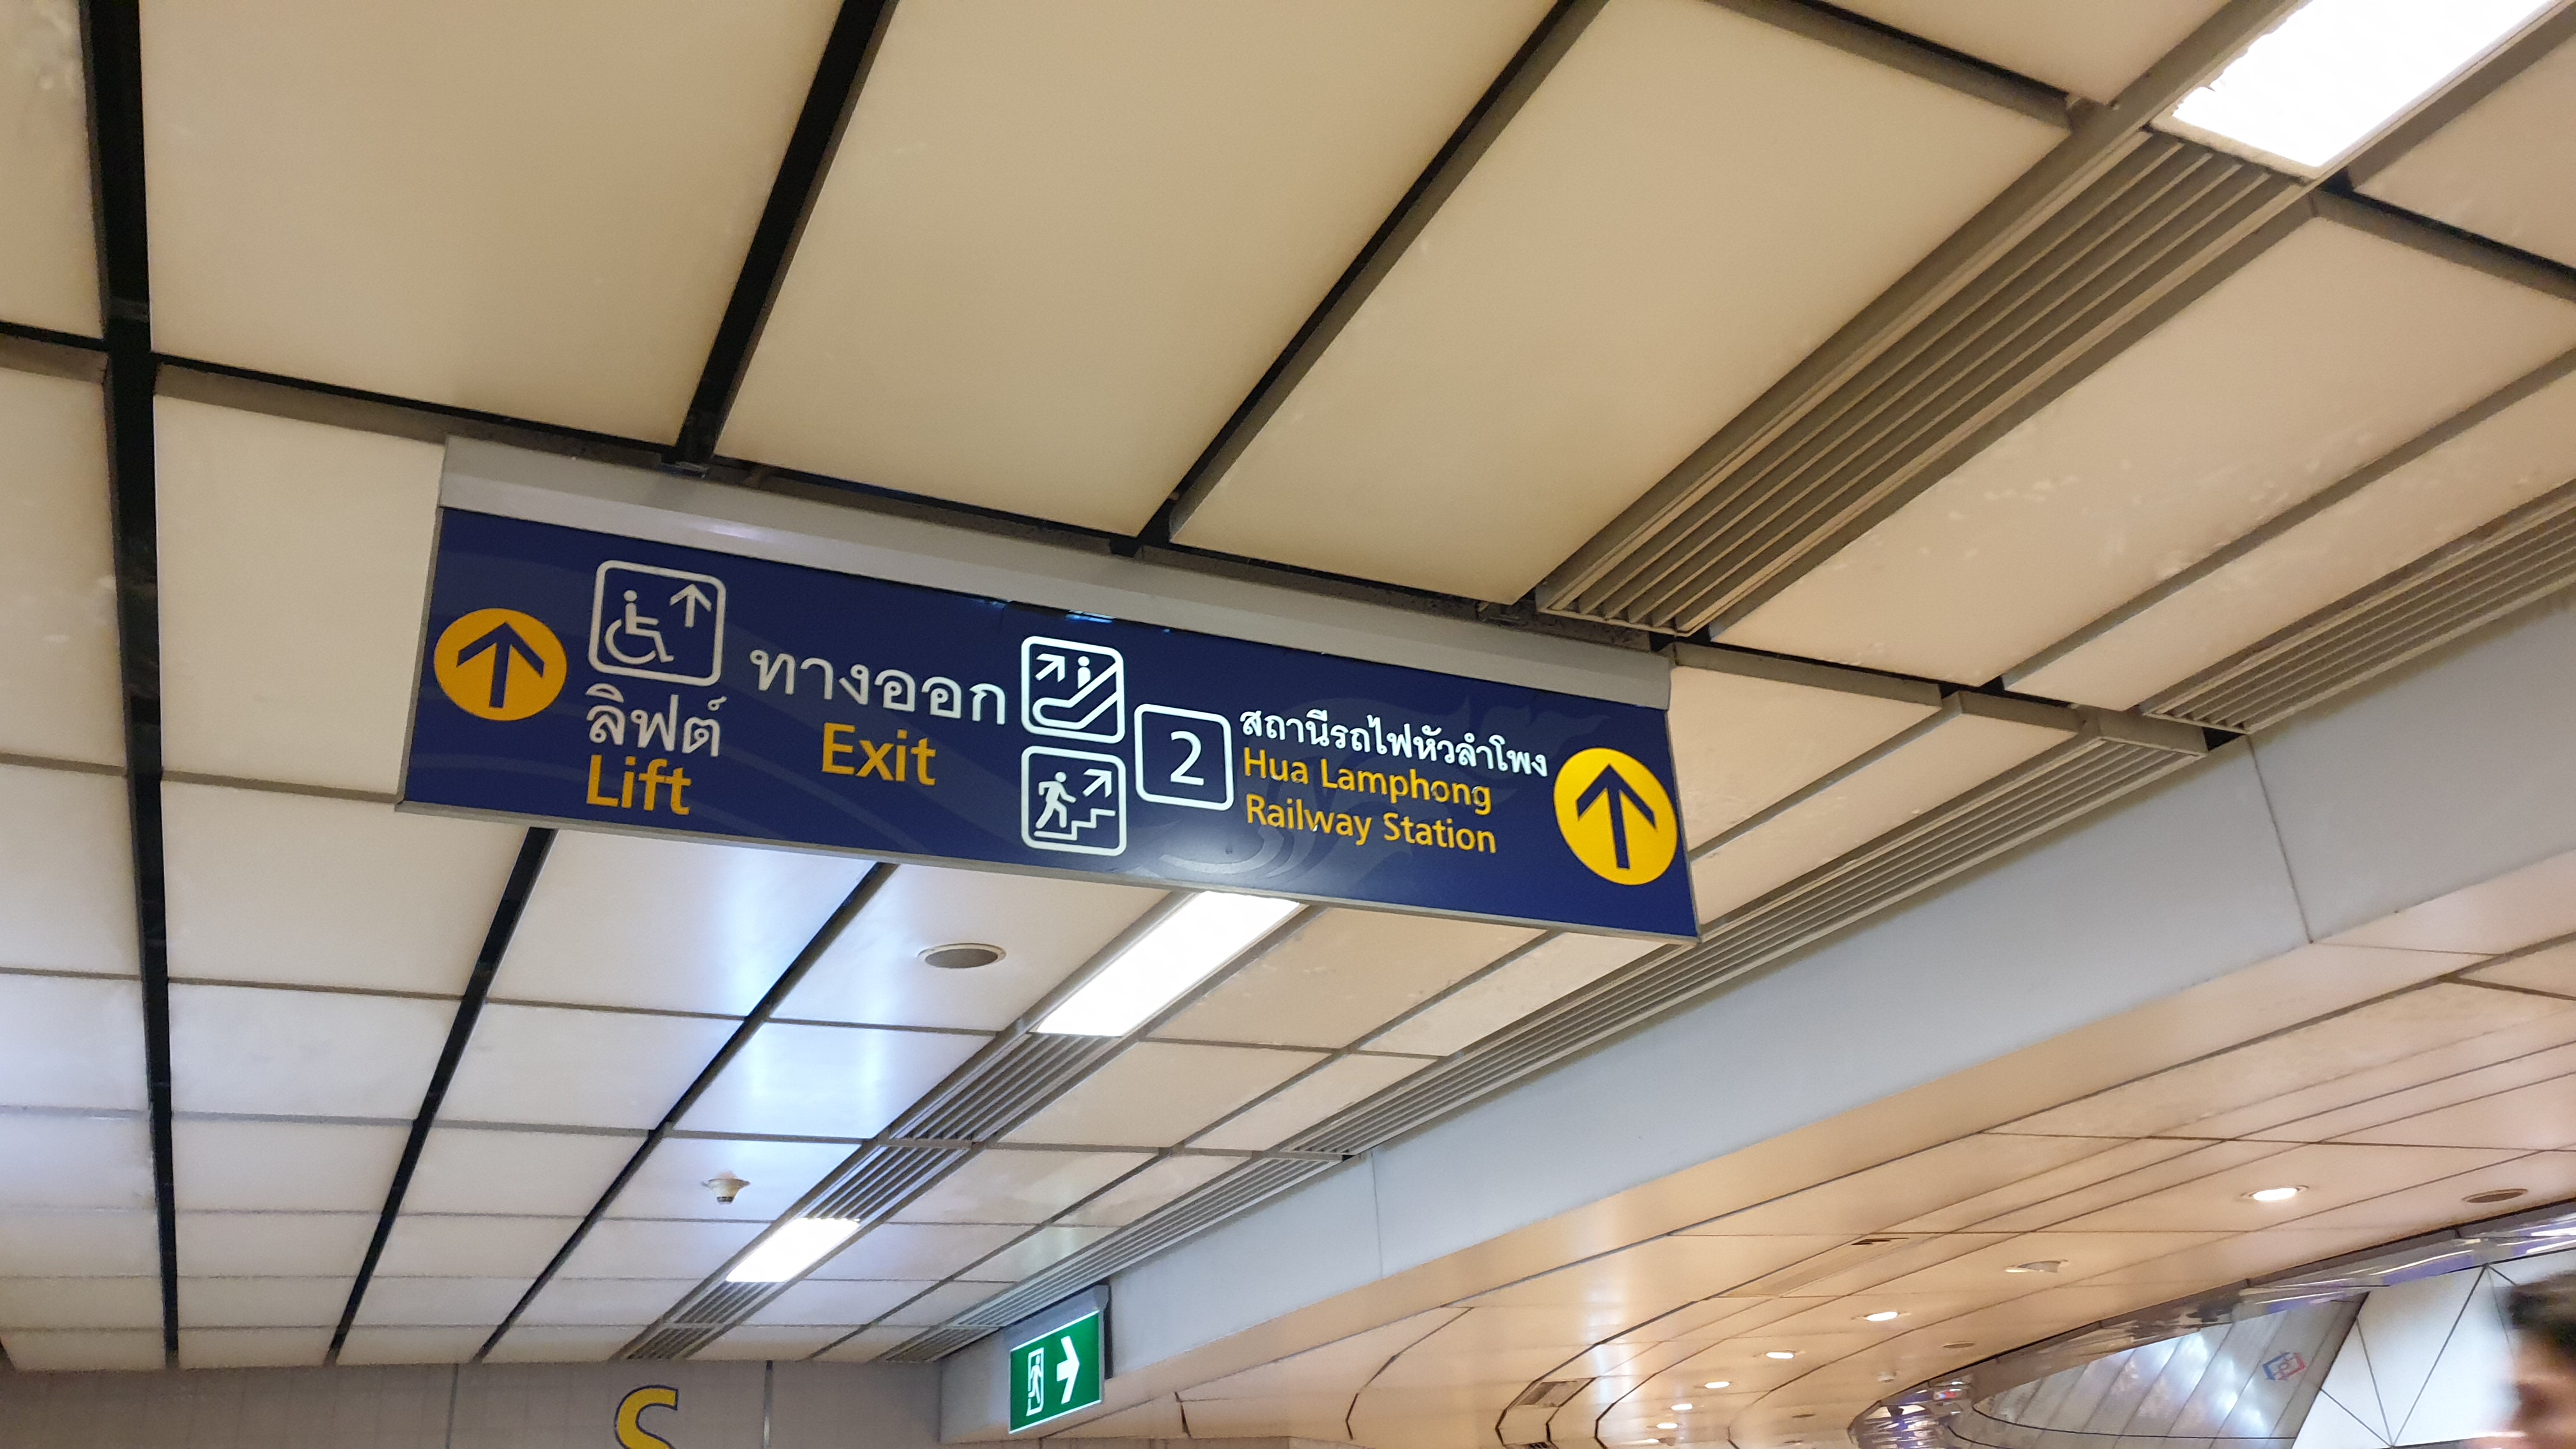 ลิฟต์
Lift
ทางออก
Exit
2
สถานีรถไฟหัวลำโพง
Hua Lamphong
Railway Station
S